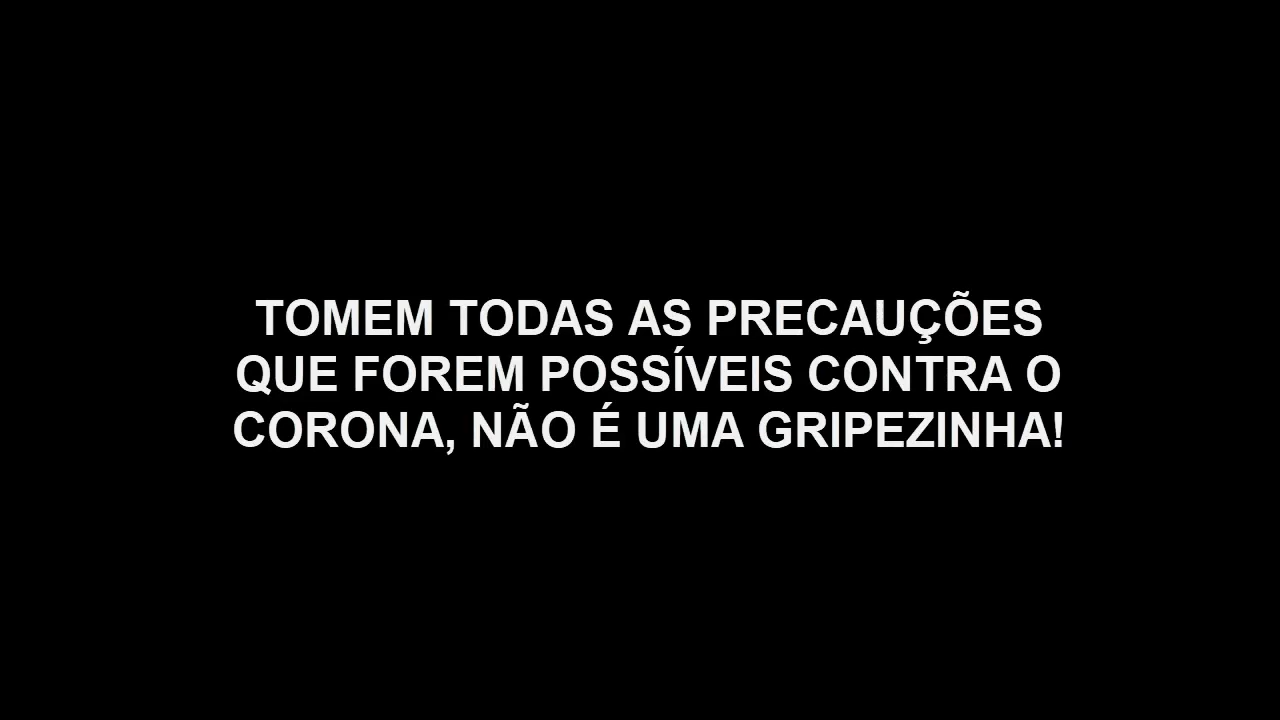 TOMEM TODAS AS PRECAUÇÕES
QUE FOREM POSSÍVEIS CONTRA O
CORONA, NÃO É UMA GRIPEZINHA!